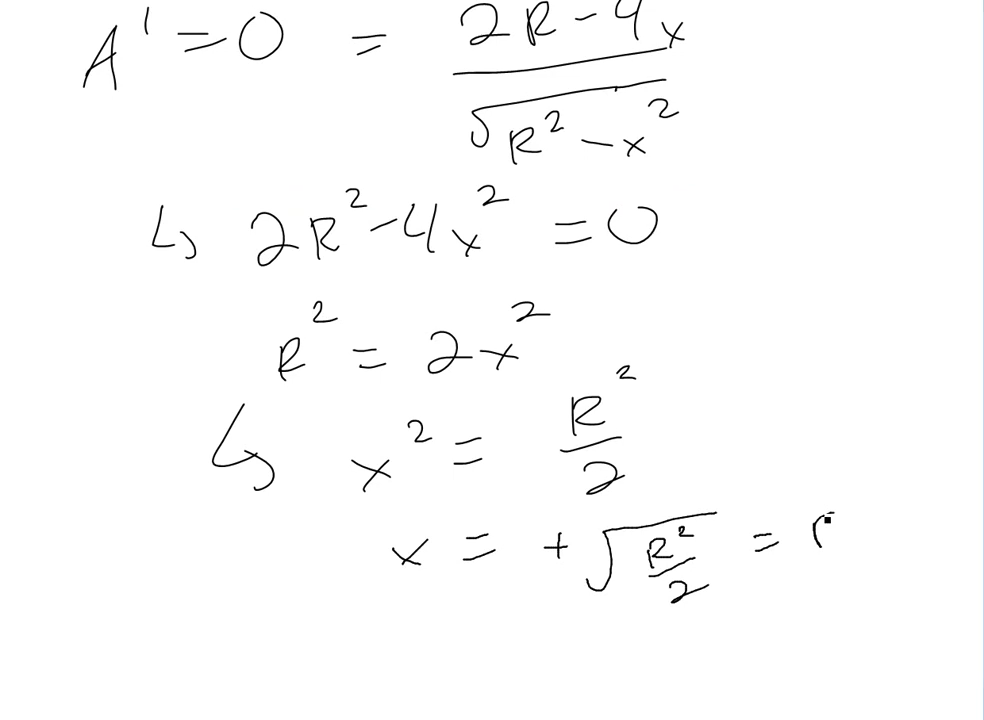 A' = 0 = (2R - 4x) / √(R² - x²)
↳ 2R² - 4x² = 0
R² = 2x²
↳ x² = R² / 2
x = + √(R² / 2) =